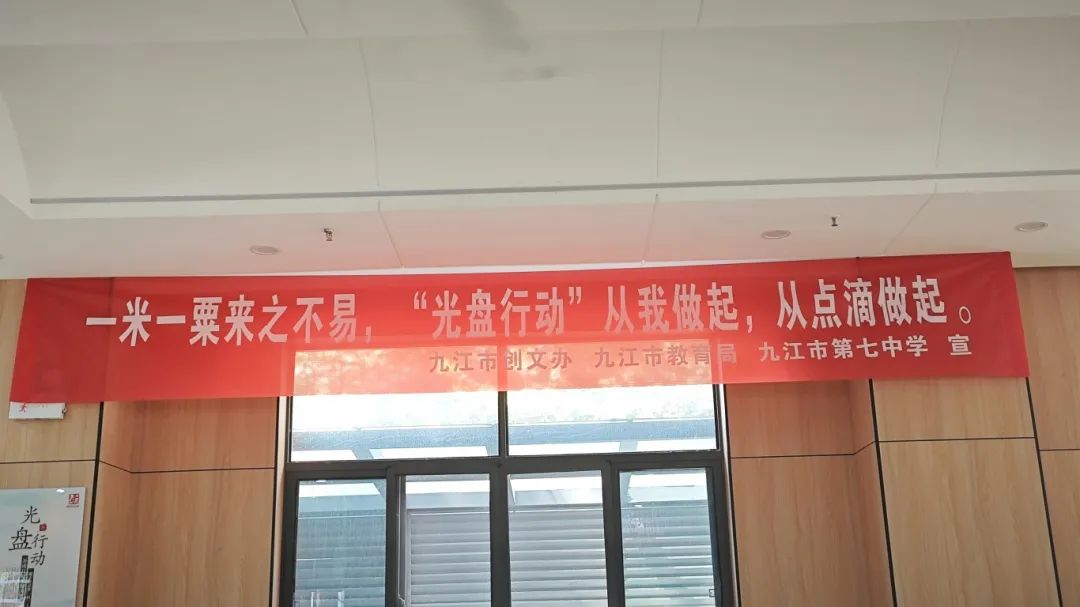 一米一粟来之不易，“光盘行动”从我做起，从点滴做起。
九江市创文办 九江市教育局 九江市第七中学 宣
光盘
行动